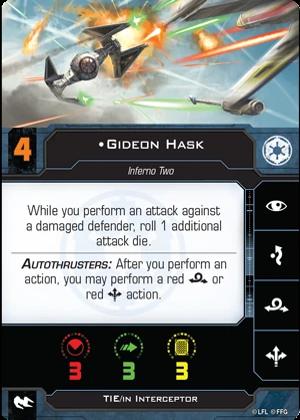 •Gideon Hask
4
Inferno Two
While you perform an attack against
a damaged defender, roll 1 additional
attack die.
Autothrusters: After you perform an
action, you may perform a red or
red action.
3 3 3
TIE/in Interceptor
©LFL ©FFG